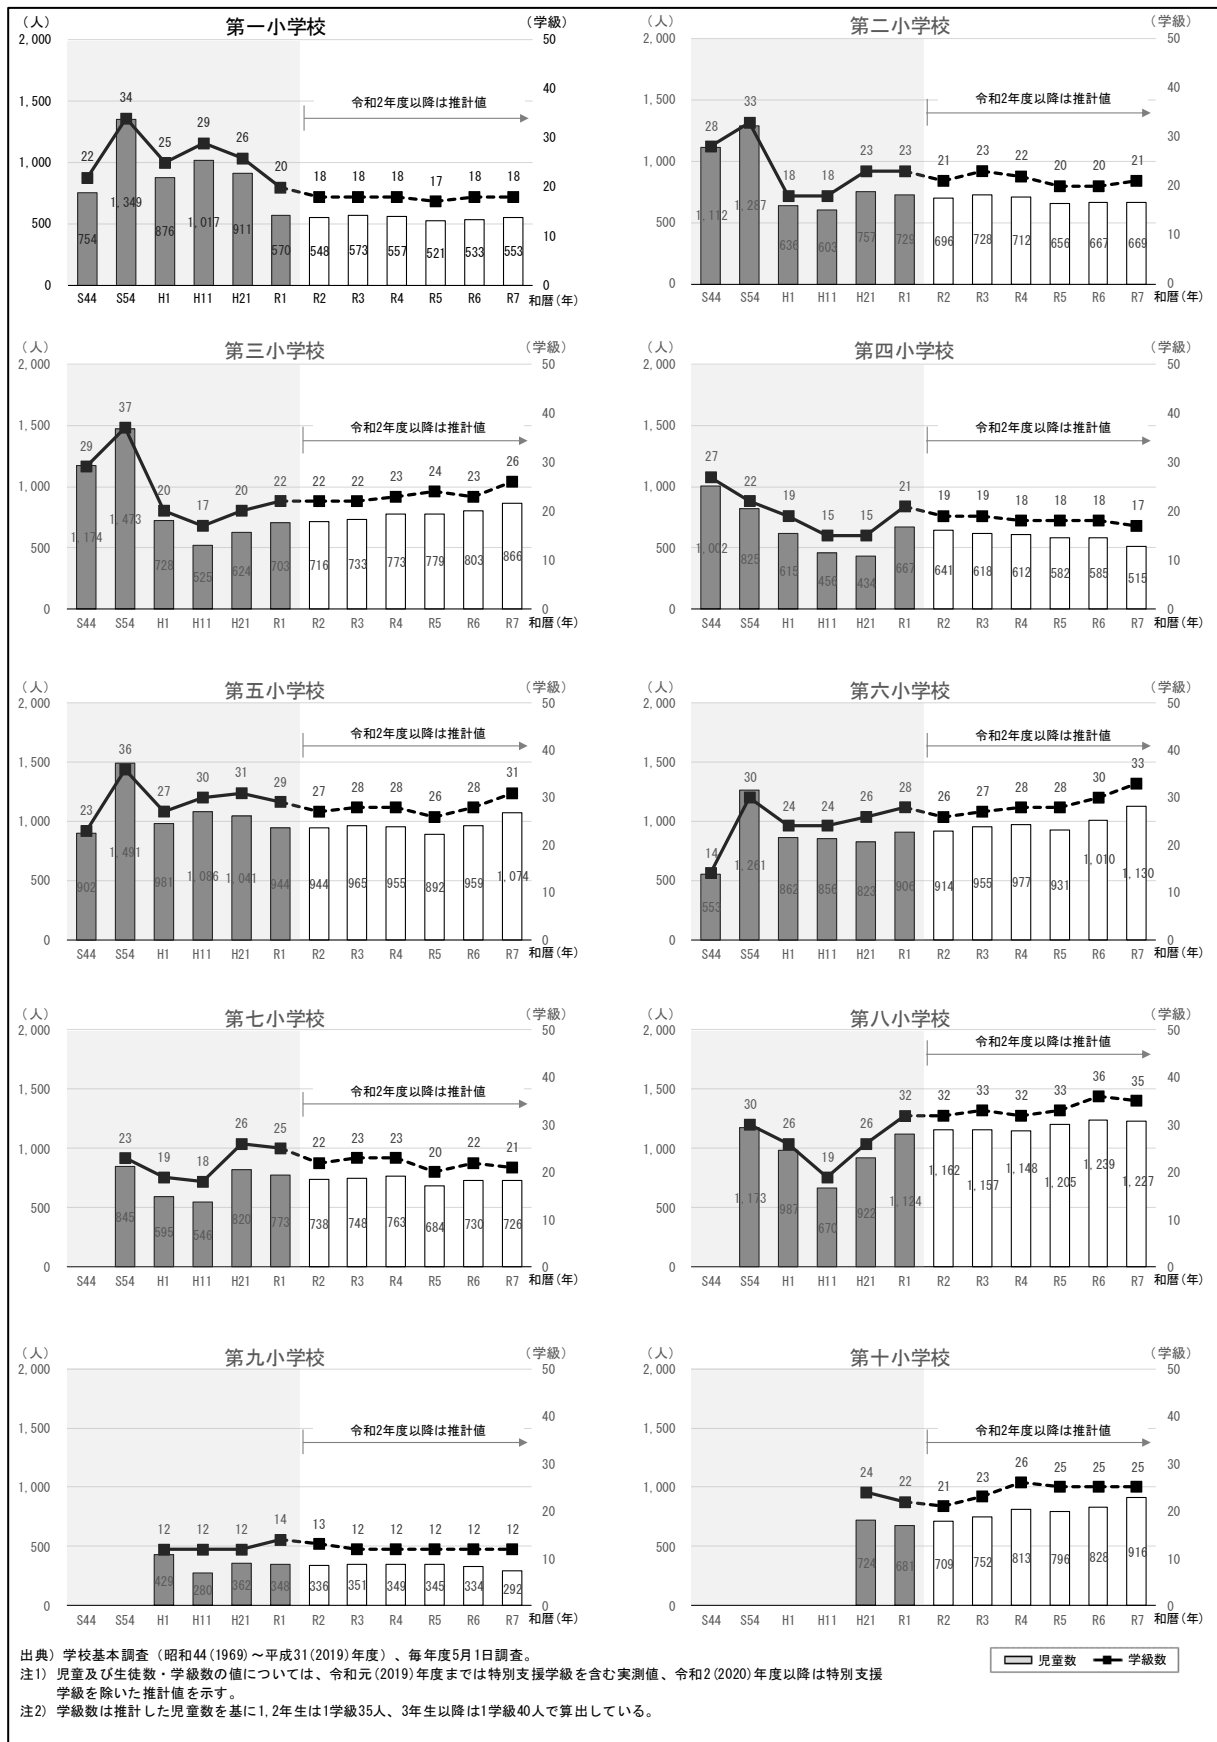 （人） 第一小学校 （学級）
2,000 50
40
1,500 34 令和2年度以降は推計値
29 30
22 25 26
1,000 20 18 18 18 17 18 18 20
500 10
754 1,349 876 1,017 911 570 548 573 557 521 533 553
0 0
S44 S54 H1 H11 H21 R1 R2 R3 R4 R5 R6 R7 和暦(年)
（人） 第二小学校 （学級）
2,000 50
40
1,500 令和2年度以降は推計値
28 33 30
1,000 18 18 23 23 21 23 22 20 20 21 20
500 10
1,112 1,287 636 603 757 729 696 728 712 656 667 669
0 0
S44 S54 H1 H11 H21 R1 R2 R3 R4 R5 R6 R7 和暦(年)
（人） 第三小学校 （学級）
2,000 50
40
1,500 37 令和2年度以降は推計値
29 30
1,000 20 17 20 22 22 22 23 24 23 26 20
500 10
1,174 1,473 728 525 624 703 716 733 773 779 803 866
0 0
S44 S54 H1 H11 H21 R1 R2 R3 R4 R5 R6 R7 和暦(年)
（人） 第四小学校 （学級）
2,000 50
40
1,500 令和2年度以降は推計値
27 30
1,000 22 19 15 15 21 19 19 18 18 18 17 20
500 10
1,002 825 615 456 434 667 641 618 612 582 585 515
0 0
S44 S54 H1 H11 H21 R1 R2 R3 R4 R5 R6 R7 和暦(年)
（人） 第五小学校 （学級）
2,000 50
令和2年度以降は推計値
1,500 36 40
23 27 30 31 29 27 28 28 26 28 31 30
1,000 20
500 10
902 1,491 981 1,086 1,041 944 944 965 955 892 959 1,074
0 0
S44 S54 H1 H11 H21 R1 R2 R3 R4 R5 R6 R7 和暦(年)
（人） 第六小学校 （学級）
2,000 50
令和2年度以降は推計値
1,500 40
14 30 24 24 26 28 26 27 28 28 30 33 30
1,000 20
500 10
553 1,261 862 856 823 906 914 955 977 931 1,010 1,130
0 0
S44 S54 H1 H11 H21 R1 R2 R3 R4 R5 R6 R7 和暦(年)
（人） 第七小学校 （学級）
2,000 50
40
1,500 令和2年度以降は推計値
30
1,000 23 19 18 26 25 22 23 23 20 22 21 20
500 10
845 595 546 820 773 738 748 763 684 730 726
0 0
S44 S54 H1 H11 H21 R1 R2 R3 R4 R5 R6 R7 和暦(年)
（人） 第八小学校 （学級）
2,000 50
令和2年度以降は推計値
40
1,500 30 26 19 26 32 32 33 32 33 36 35
30
1,000 20
500 10
1,173 987 670 922 1,124 1,162 1,157 1,148 1,205 1,239 1,227
0 0
S44 S54 H1 H11 H21 R1 R2 R3 R4 R5 R6 R7 和暦(年)
（人） 第九小学校 （学級）
2,000 50
40
1,500 令和2年度以降は推計値
30
1,000 20
12 12 12 14 13 12 12 12 12 12
500 10
429 280 362 348 336 351 349 345 334 292
0 0
S44 S54 H1 H11 H21 R1 R2 R3 R4 R5 R6 R7 和暦(年)
（人） 第十小学校 （学級）
2,000 50
40
1,500 令和2年度以降は推計値
30
1,000 24 22 21 23 26 25 25 25 20
500 10
724 681 709 752 813 796 828 916
0 0
S44 S54 H1 H11 H21 R1 R2 R3 R4 R5 R6 R7 和暦(年)
出典）学校基本調査（昭和44(1969)～平成31(2019)年度）、毎年度5月1日調査。
児童数 学級数
注1）児童及び生徒数・学級数の値については、令和元(2019)年度までは特別支援学級を含む実測値、令和2(2020)年度以降は特別支援
学級を除いた推計値を示す。
注2）学級数は推計した児童数を基に1,2年生は1学級35人、3年生以降は1学級40人で算出している。